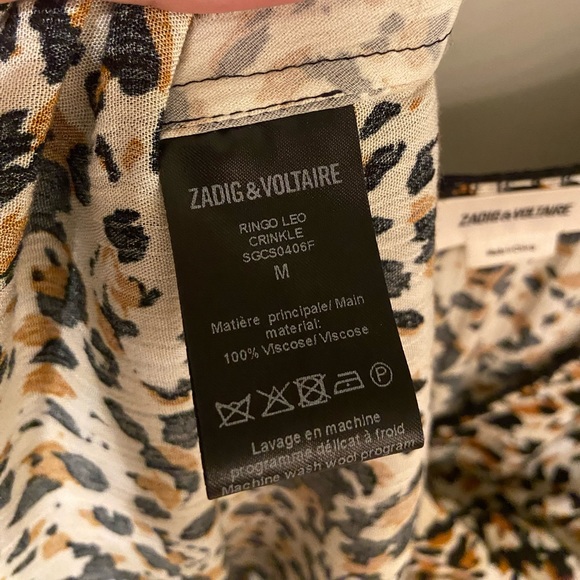 ZADIG&VOLTAIRE
RINGO LEO
CRINKLE
SGCS0406F
M
Matière principale/ Main
material:
100% Viscose/ Viscose
P
Lavage en machine
programme délicat à froid
Machine wash wool program
ZADIG&VOLTAIRE